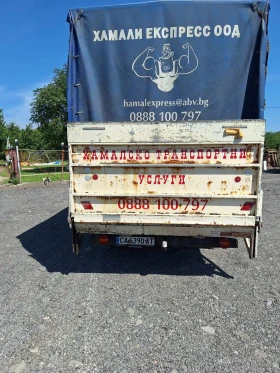 ХАМАЛИ ЕКСПРЕСС ООД
hamalexpress@abv.bg
0888 100 797
ХАМАЛСКО ТРАНСПОРТНИ
УСЛУГИ
0888 100-797